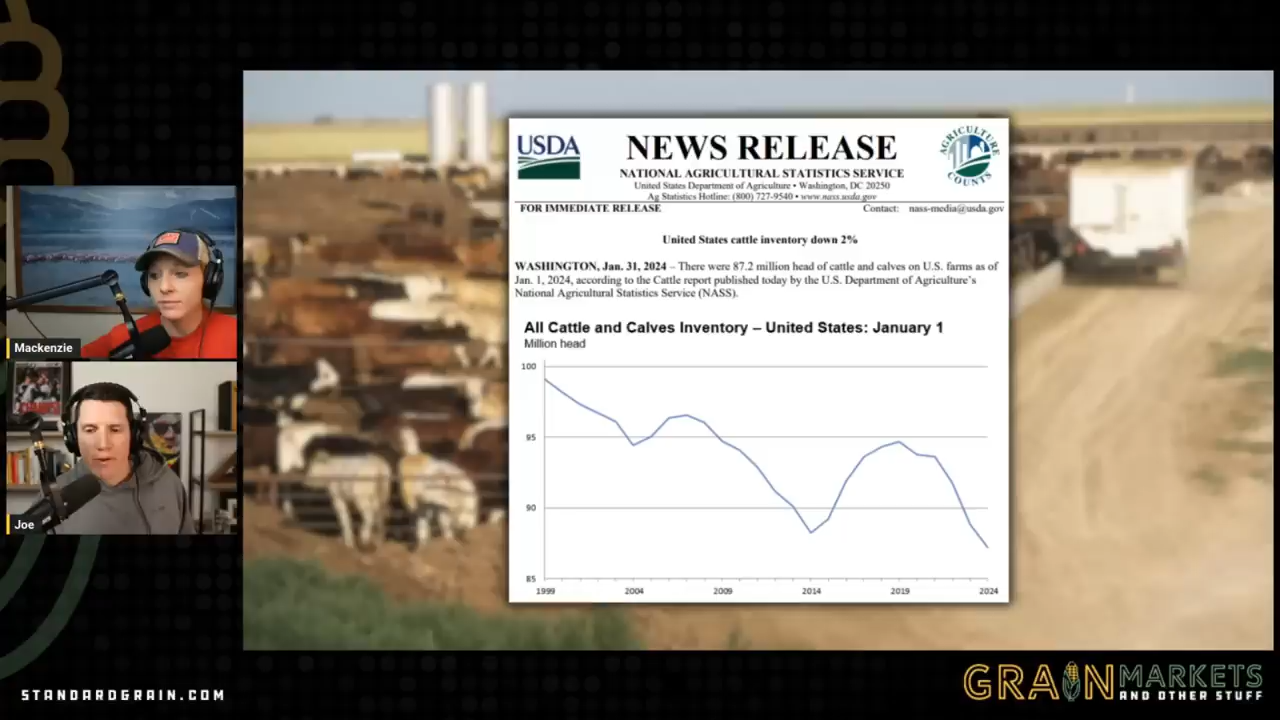 USDA
NEWS RELEASE
AGRICULTURE COUNTS
NATIONAL AGRICULTURAL STATISTICS SERVICE
United States Department of Agriculture • Washington, DC 20250
Ag Statistics Hotline: (800) 727-9540 • www.nass.usda.gov
FOR IMMEDIATE RELEASE
Contact: nass-media@usda.gov
United States cattle inventory down 2%
WASHINGTON, Jan. 31, 2024 – There were 87.2 million head of cattle and calves on U.S. farms as of
Jan. 1, 2024, according to the Cattle report published today by the U.S. Department of Agriculture's
National Agricultural Statistics Service (NASS).
All Cattle and Calves Inventory – United States: January 1
Million head
100
95
90
85
1999 2004 2009 2014 2019 2024
Mackenzie
Joe
STANDARDGRAIN.COM
GRAIN MARKETS
AND OTHER STUFF